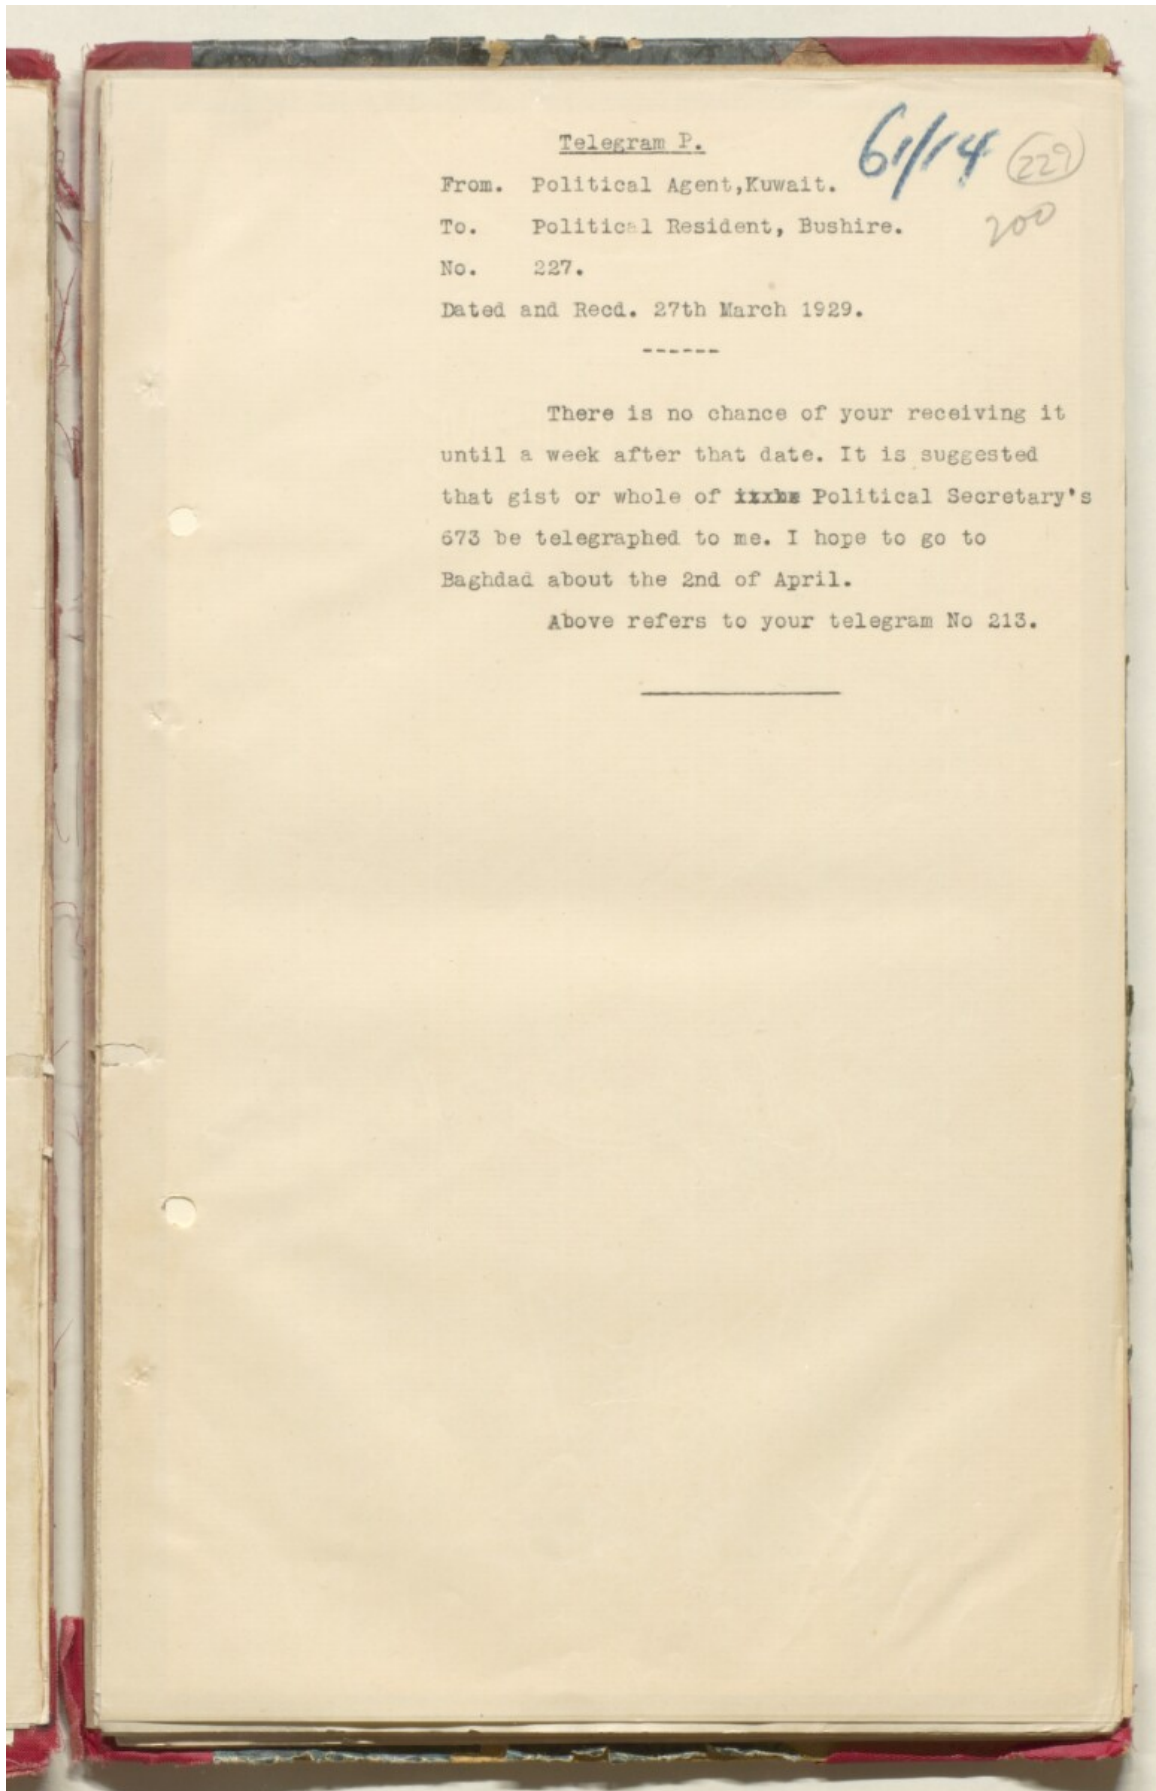 Telegram P.
61/14
229
200
From. Political Agent,Kuwait.
To. Political Resident, Bushire.
No. 227.
Dated and Recd. 27th March 1929.
------
There is no chance of your receiving it
until a week after that date. It is suggested
that gist or whole of Political Secretary's
673 be telegraphed to me. I hope to go to
Baghdad about the 2nd of April.
Above refers to your telegram No 213.